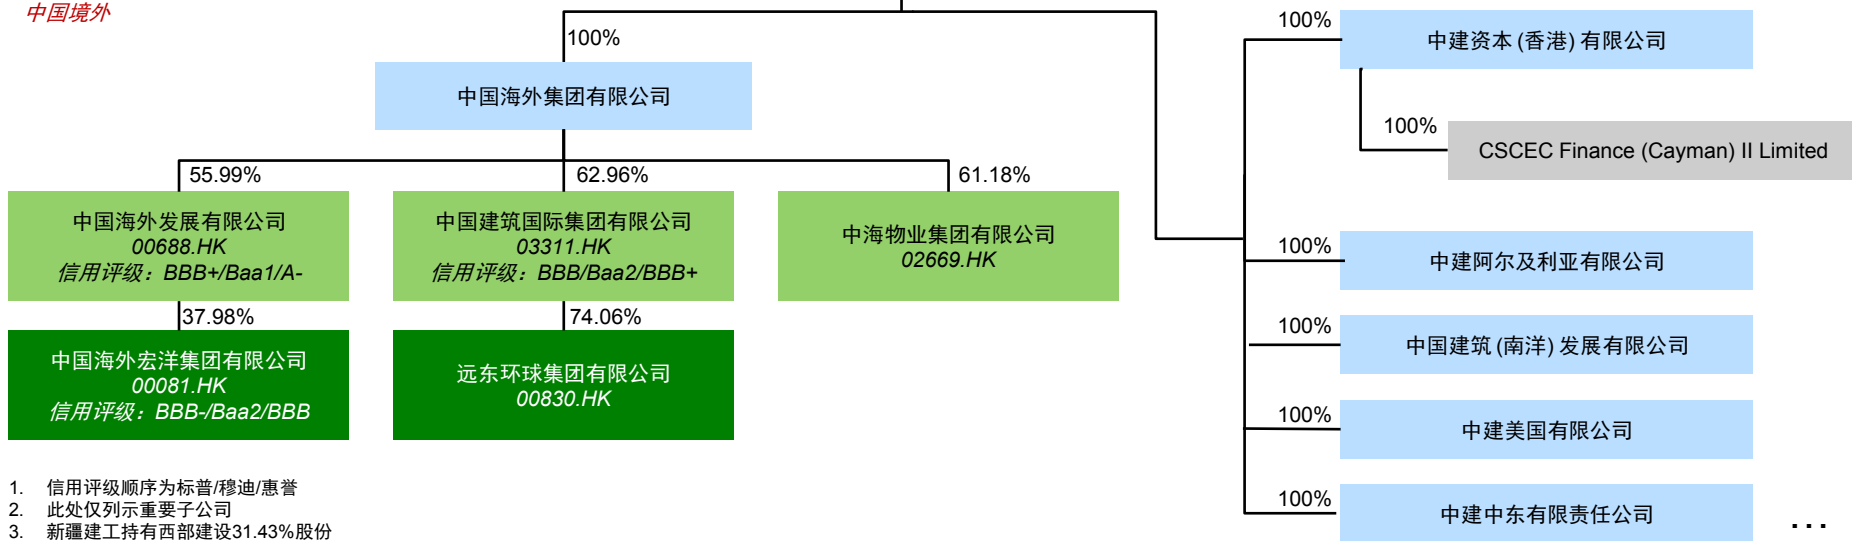 中国境外
100%
中国海外集团有限公司
55.99%
62.96%
61.18%
中国海外发展有限公司
00688.HK
信用评级：BBB+/Baa1/A-
中国建筑国际集团有限公司
03311.HK
信用评级：BBB/Baa2/BBB+
中海物业集团有限公司
02669.HK
37.98%
74.06%
中国海外宏洋集团有限公司
00081.HK
信用评级：BBB-/Baa2/BBB
远东环球集团有限公司
00830.HK
100%
中建资本(香港)有限公司
100%
CSCEC Finance (Cayman) II Limited
100%
中建阿尔及利亚有限公司
100%
中国建筑(南洋)发展有限公司
100%
中建美国有限公司
100%
中建中东有限责任公司
...
1. 信用评级顺序为标普/穆迪/惠誉
2. 此处仅列示重要子公司
3. 新疆建工持有西部建设31.43%股份